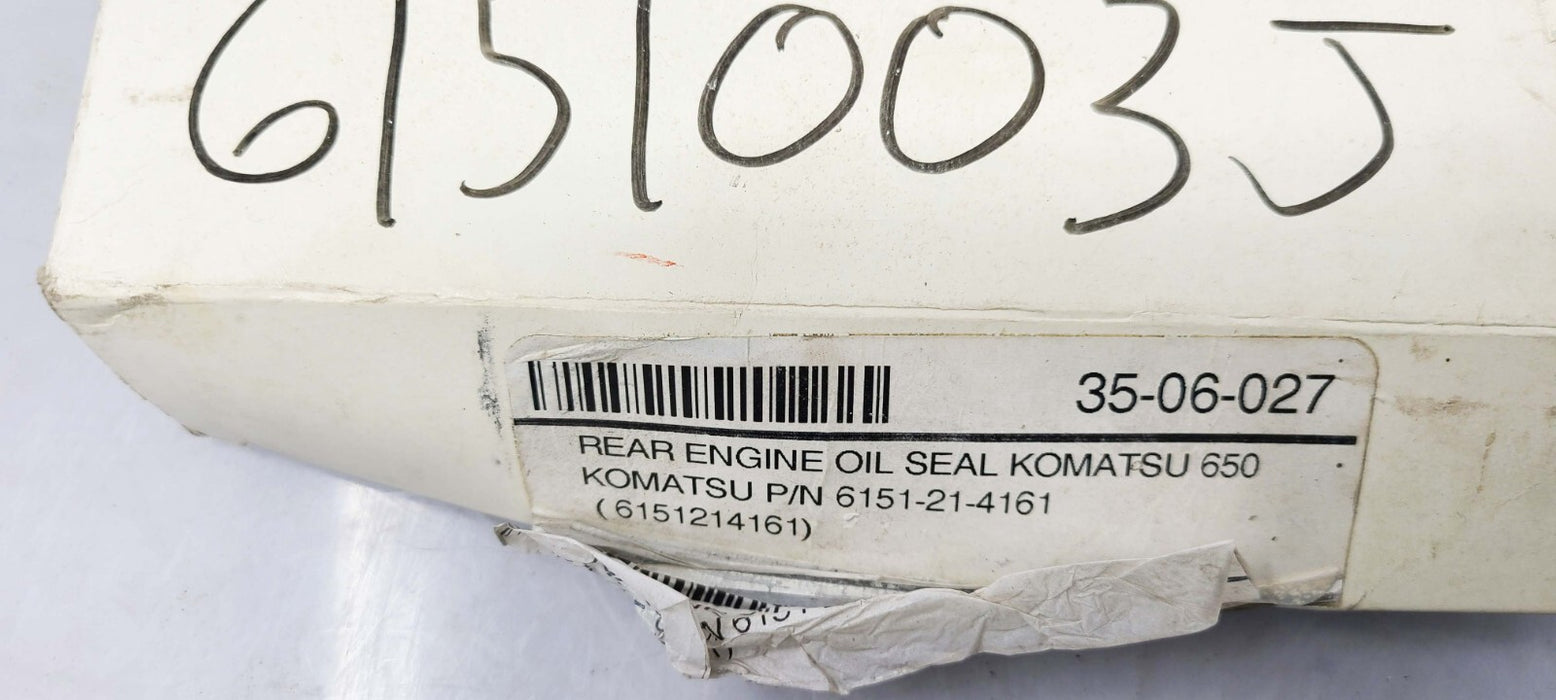 6151003J
35-06-027
REAR ENGINE OIL SEAL KOMATSU 650
KOMATSU P/N 6151-21-4161
(6151214161)